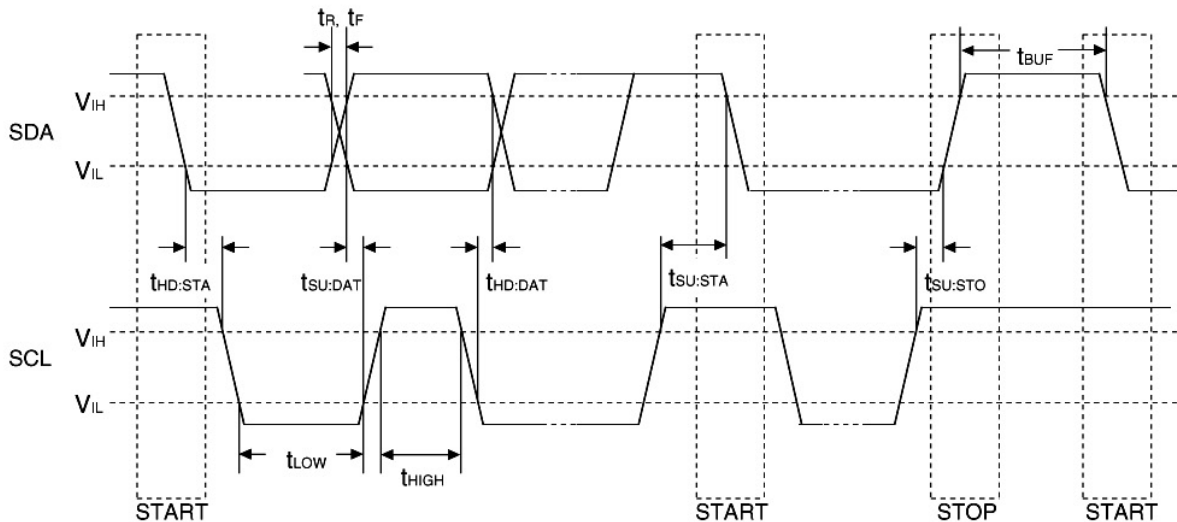 tR, tF
tBUF
VIH
SDA
VIL
tHD:STA
tSU:DAT
tHD:DAT
tSU:STA
tSU:STO
VIH
SCL
VIL
tLOW
tHIGH
START
START
STOP
START